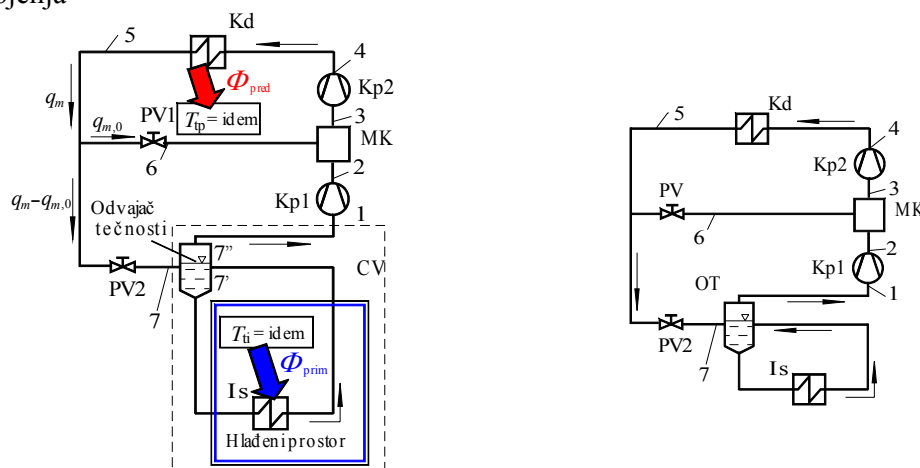 Kd
5
4
Φpred
Kp2
qm
PV1
Ttp = idem
3
qm,0
MK
6
2
qm–qm,0
Kp1
Odvajač
tečnosti
1
7”
CV
7’
PV2
7
Tti = idem
Φprim
Is
Hlađeni prostor
Kd
5
4
Kp2
PV
3
MK
6
2
Kp1
OT
1
PV2
7
Is